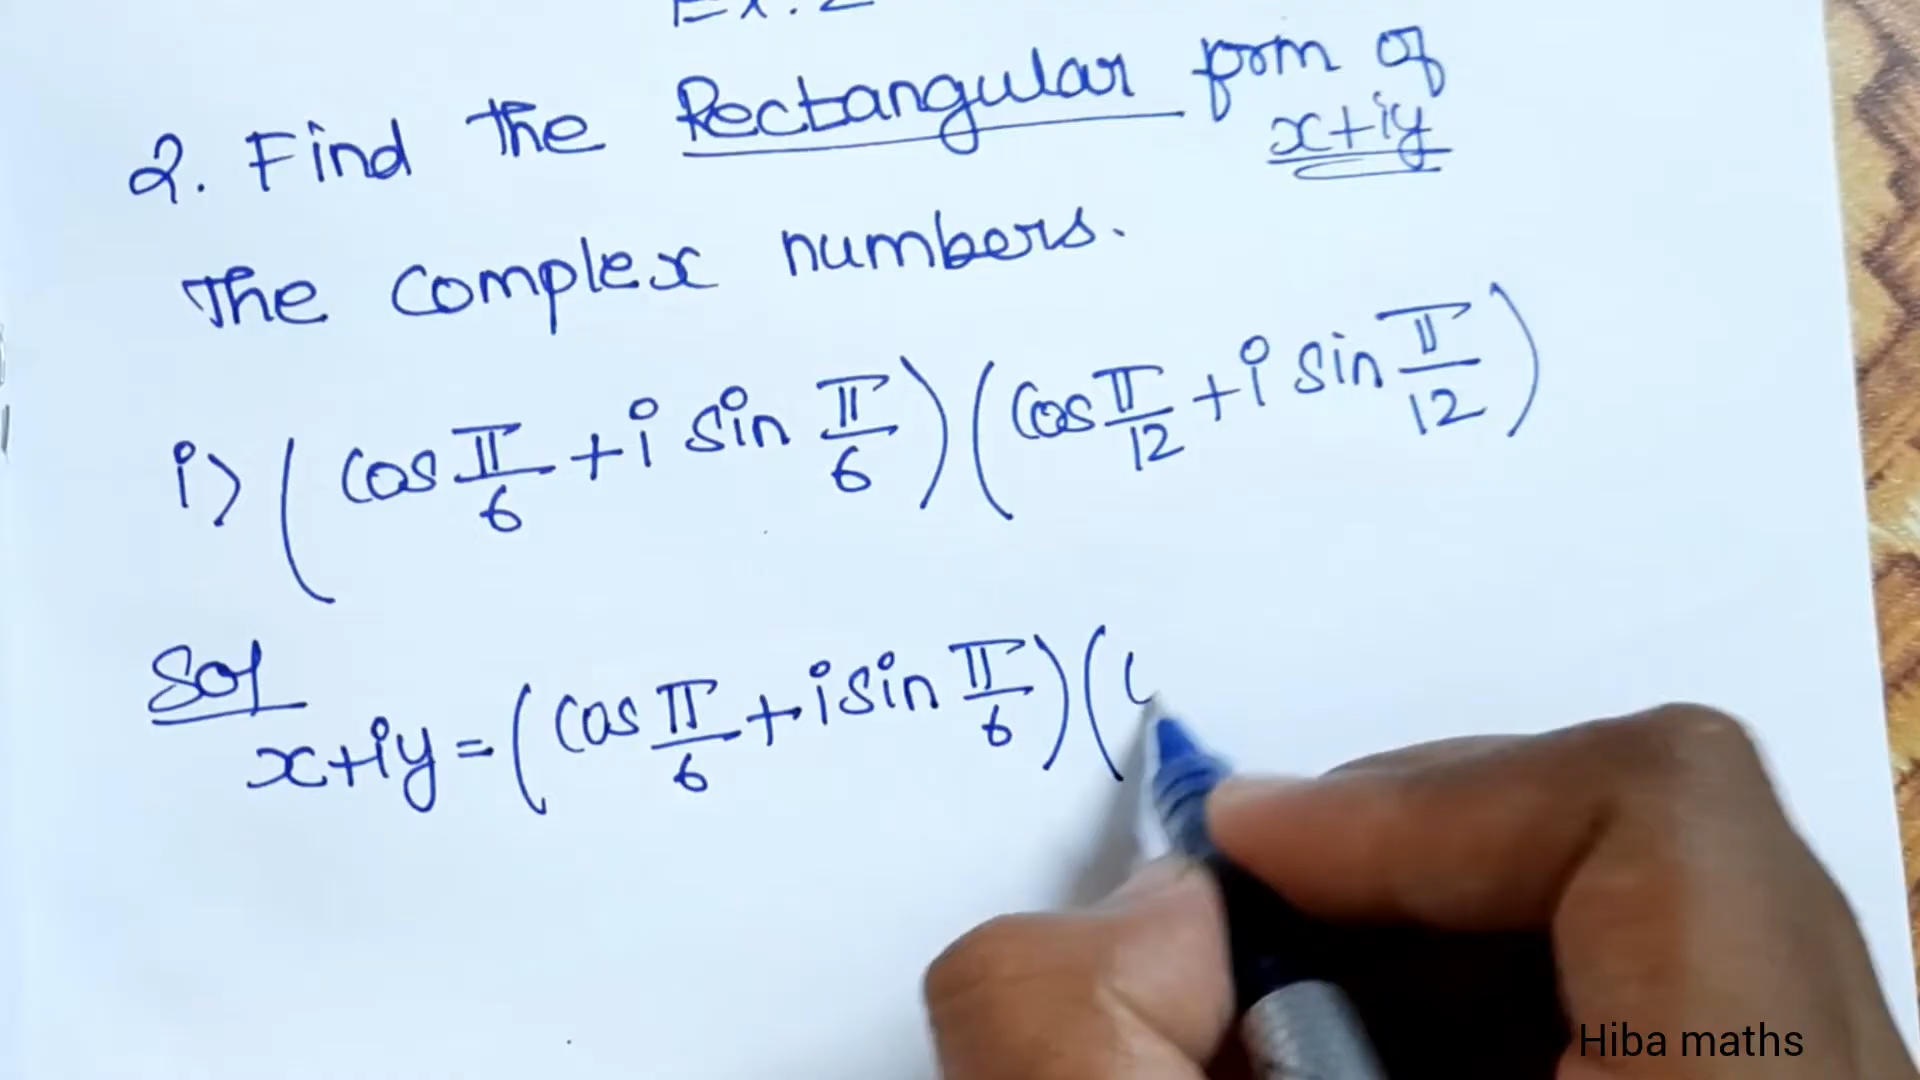 2. Find the Rectangular form of
x+iy
The complex numbers.
i) (cos π/6 + i sin π/6) (cos π/12 + i sin π/12)
Sol
x+iy = (cos π/6 + i sin π/6) (
Hiba maths